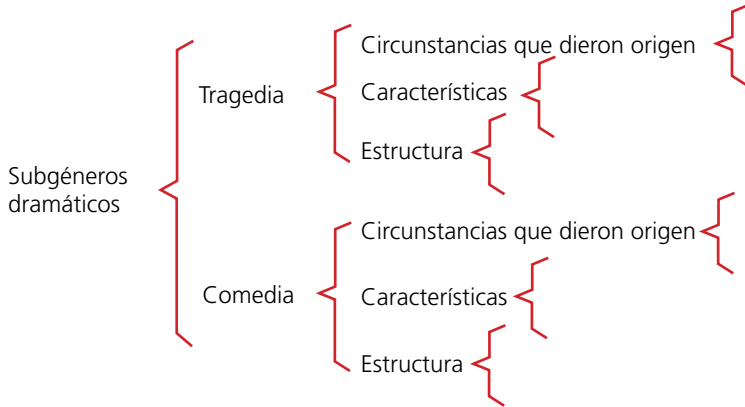 Subgéneros
dramáticos
Tragedia
Circunstancias que dieron origen
Características
Estructura
Comedia
Circunstancias que dieron origen
Características
Estructura